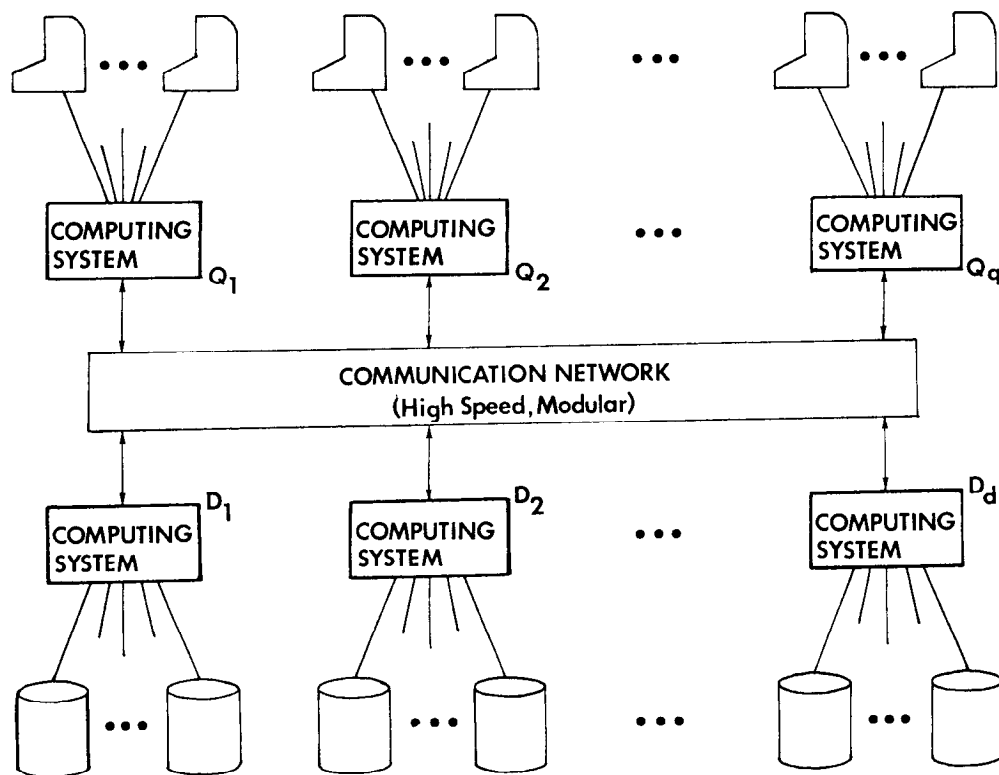 COMPUTING
SYSTEM
Q1
COMPUTING
SYSTEM
Q2
COMPUTING
SYSTEM
Qq
COMMUNICATION NETWORK
(High Speed, Modular)
D1
COMPUTING
SYSTEM
D2
COMPUTING
SYSTEM
Dd
COMPUTING
SYSTEM